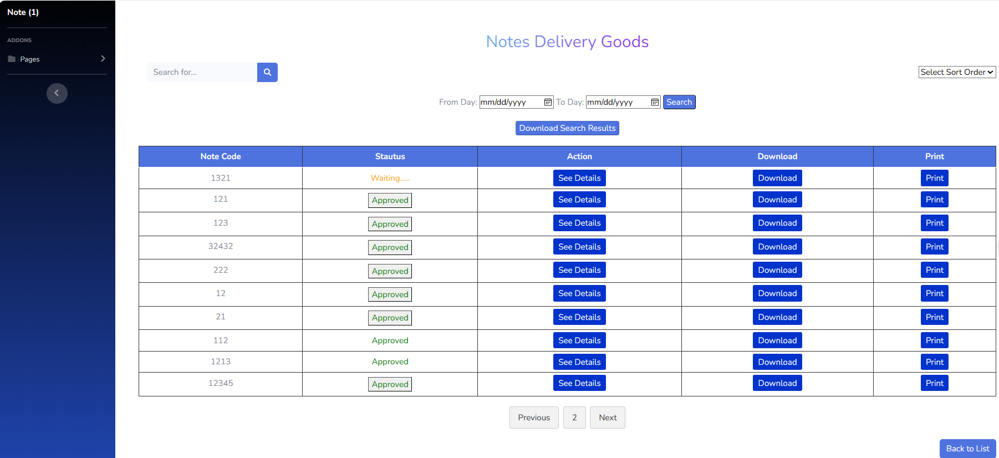 Note (1)
ADDONS
Pages
Notes Delivery Goods
Search for...
Select Sort Order
From Day: mm/dd/yyyy To Day: mm/dd/yyyy Search
Download Search Results
Note Code Stautus Action Download Print
1321 Waiting..... See Details Download Print
121 Approved See Details Download Print
123 Approved See Details Download Print
32432 Approved See Details Download Print
222 Approved See Details Download Print
12 Approved See Details Download Print
21 Approved See Details Download Print
112 Approved See Details Download Print
1213 Approved See Details Download Print
12345 Approved See Details Download Print
Previous 2 Next
Back to List